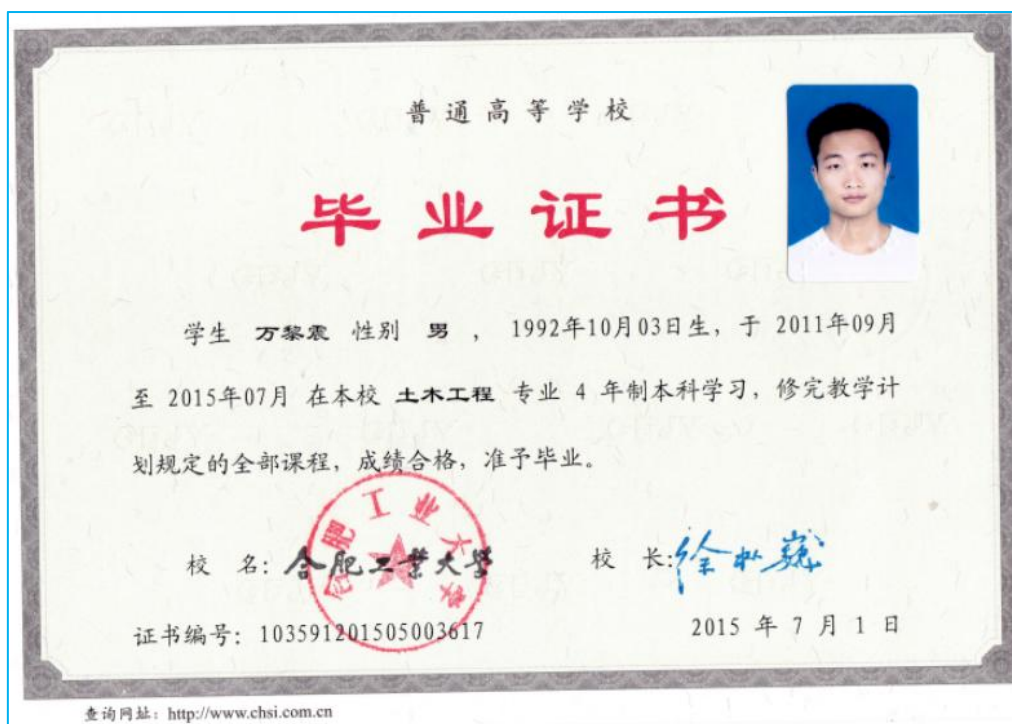 普通高等学校
毕业证书
学生 万黎震 性别 男 , 1992年10月03日生, 于 2011年09月
至 2015年07月 在本校 土木工程 专业 4 年制本科学习, 修完教学计
划规定的全部课程, 成绩合格, 准予毕业。
合肥工业大学
校 名: 合肥工業大學
校 长:
证书编号: 103591201505003617
2015 年 7 月 1 日
查询网址: http://www.chsi.com.cn